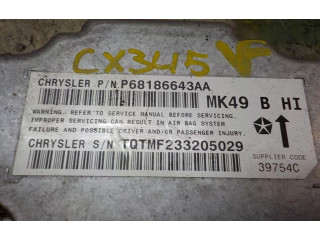 CX345 VF
CHRYSLER P/N P68186643AA
MK49 B HI
WARNING. REFER TO SERVICE MANUAL BEFORE SERVICING.
IMPROPER SERVICING CAN RESULT IN AIR BAG SYSTEM
FAILURE AND POSSIBLE DRIVER AND/OR PASSENGER INJURY.
CHRYSLER S/N TQTMF233205029
SUPPLIER CODE
39754C